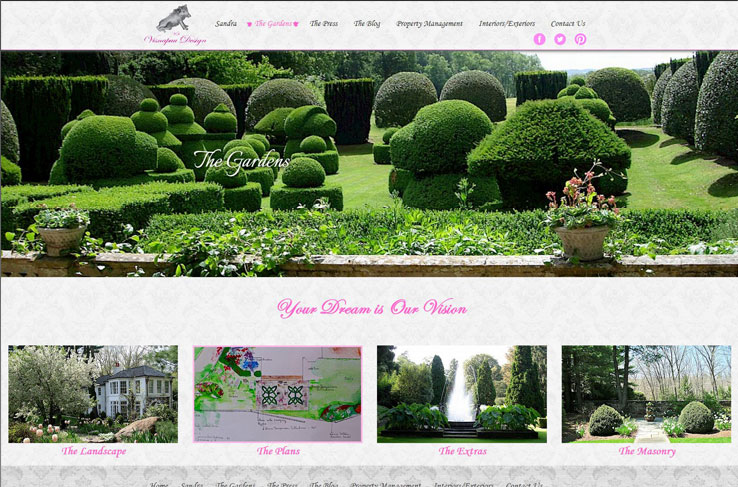 Visnapuu Design
Sandra The Gardens The Press The Blog Property Management Interiors/Exteriors Contact Us
The Gardens
Your Dream is Our Vision
The Landscape The Plans The Extras The Masonry
Home Sandra The Gardens The Press The Blog Property Management Interiors/Exteriors Contact Us